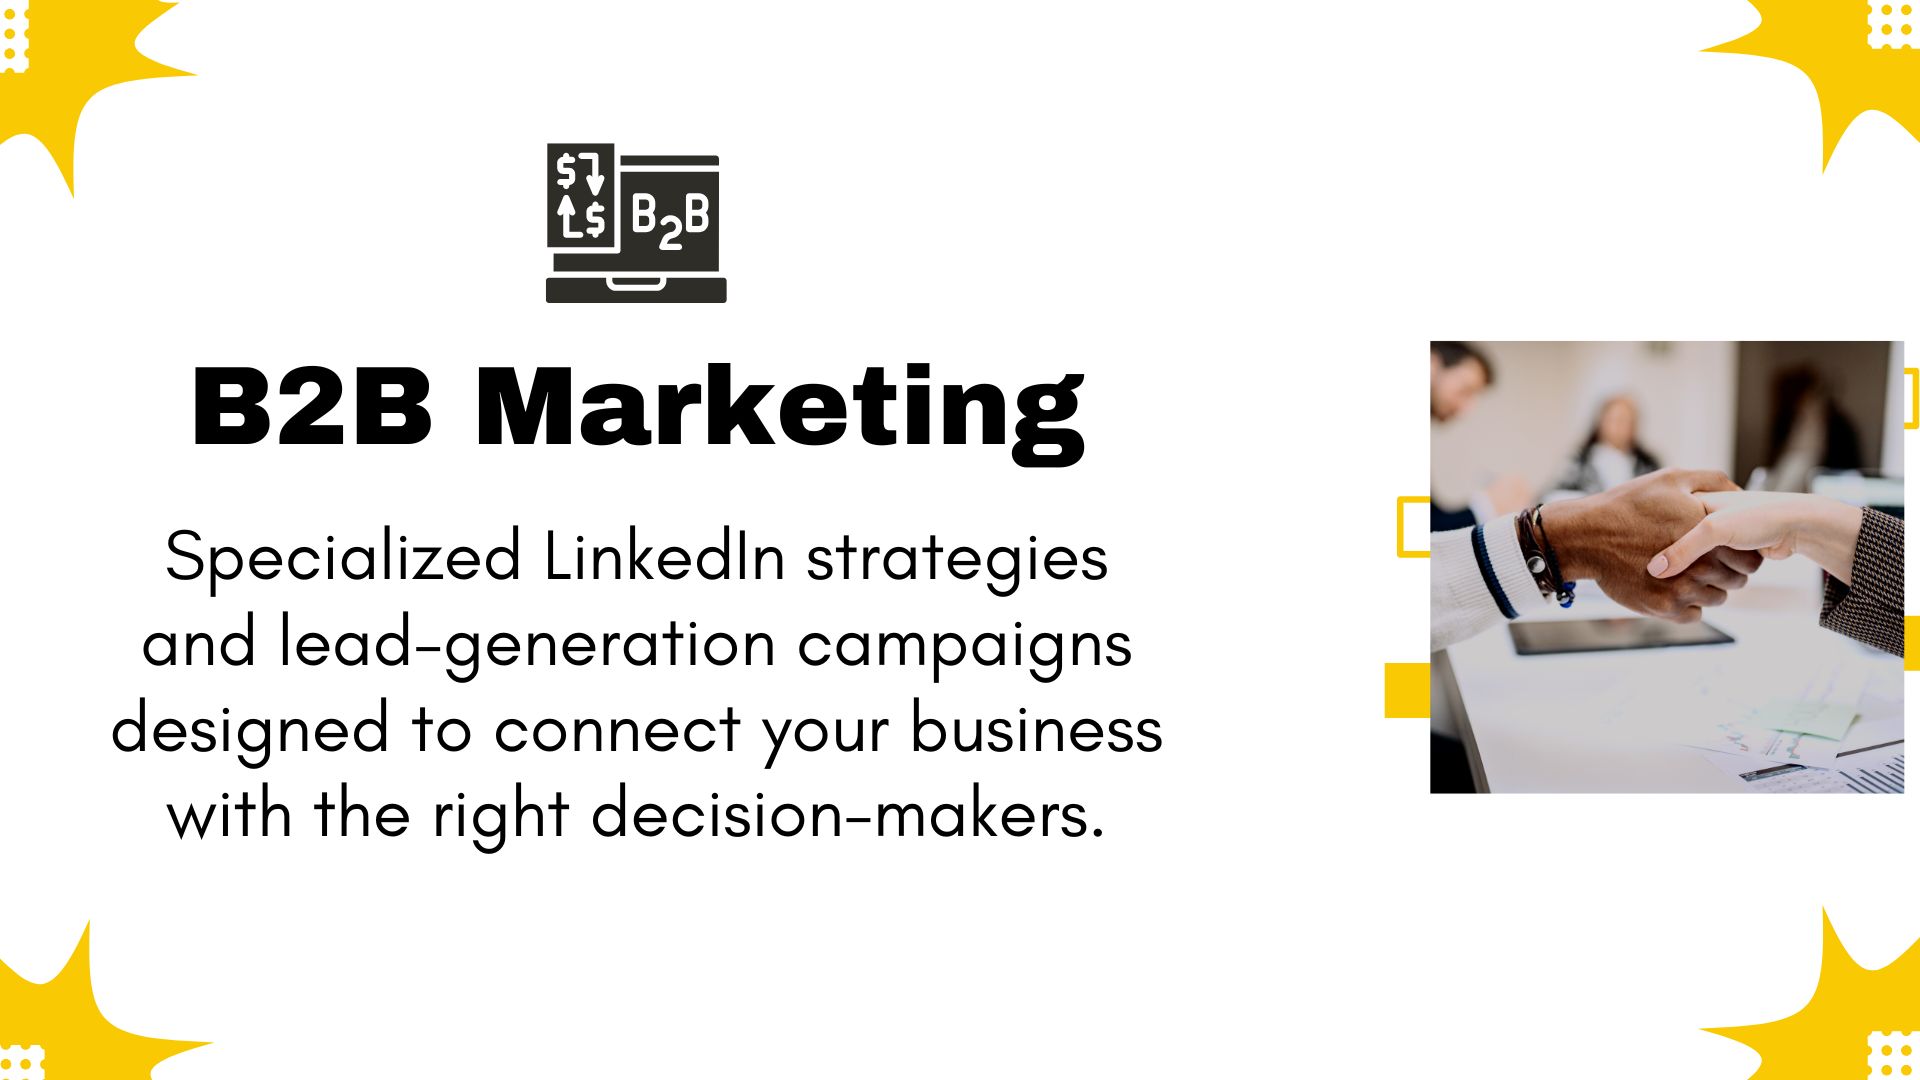 $
$
B2B
B2B Marketing
Specialized LinkedIn strategies
and lead-generation campaigns
designed to connect your business
with the right decision-makers.